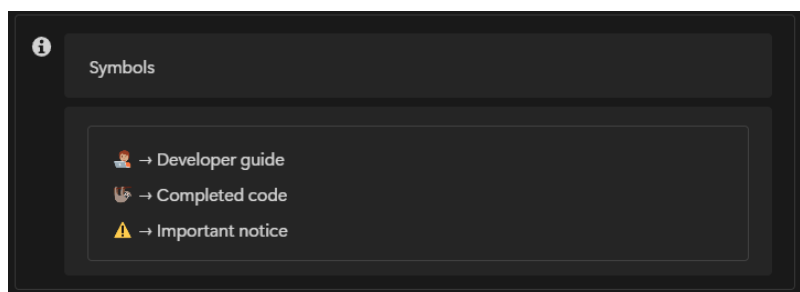 Symbols
🧑🏻‍💻 → Developer guide
🦥 → Completed code
⚠️ → Important notice